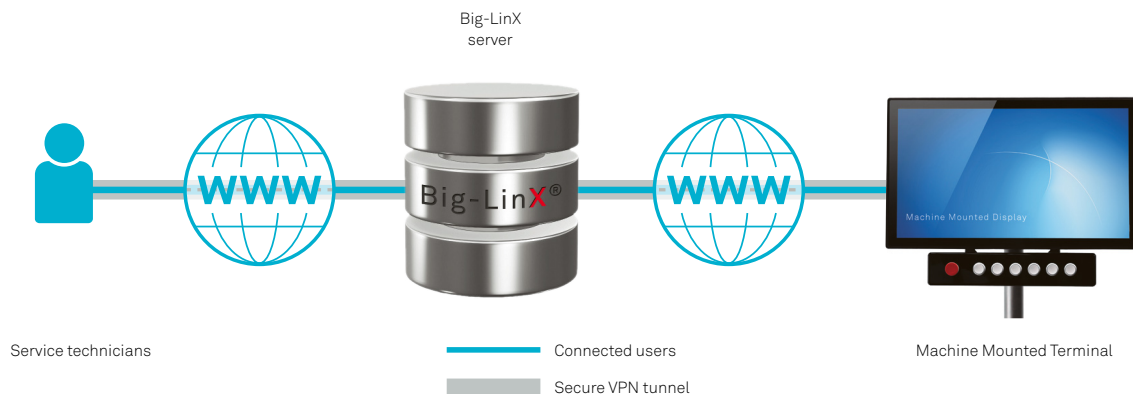 Big-LinX
server
WWW
Big-LinX®
WWW
Machine Mounted Display
Service technicians
Connected users
Machine Mounted Terminal
Secure VPN tunnel